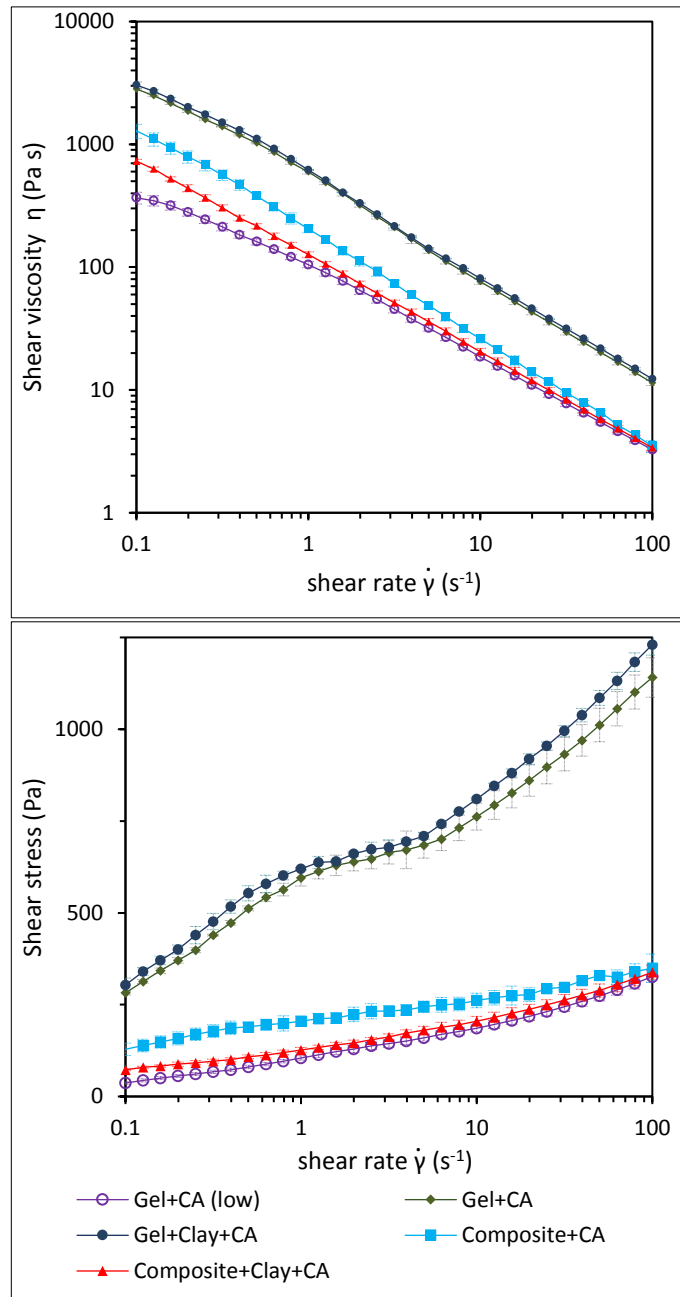 10000
1000
100
10
1
Shear viscosity η (Pa s)
0.1 1 10 100
shear rate γ̇ (s⁻¹)
1000
500
0
Shear stress (Pa)
0.1 1 10 100
shear rate γ̇ (s⁻¹)
Gel+CA (low) Gel+CA
Gel+Clay+CA Composite+CA
Composite+Clay+CA